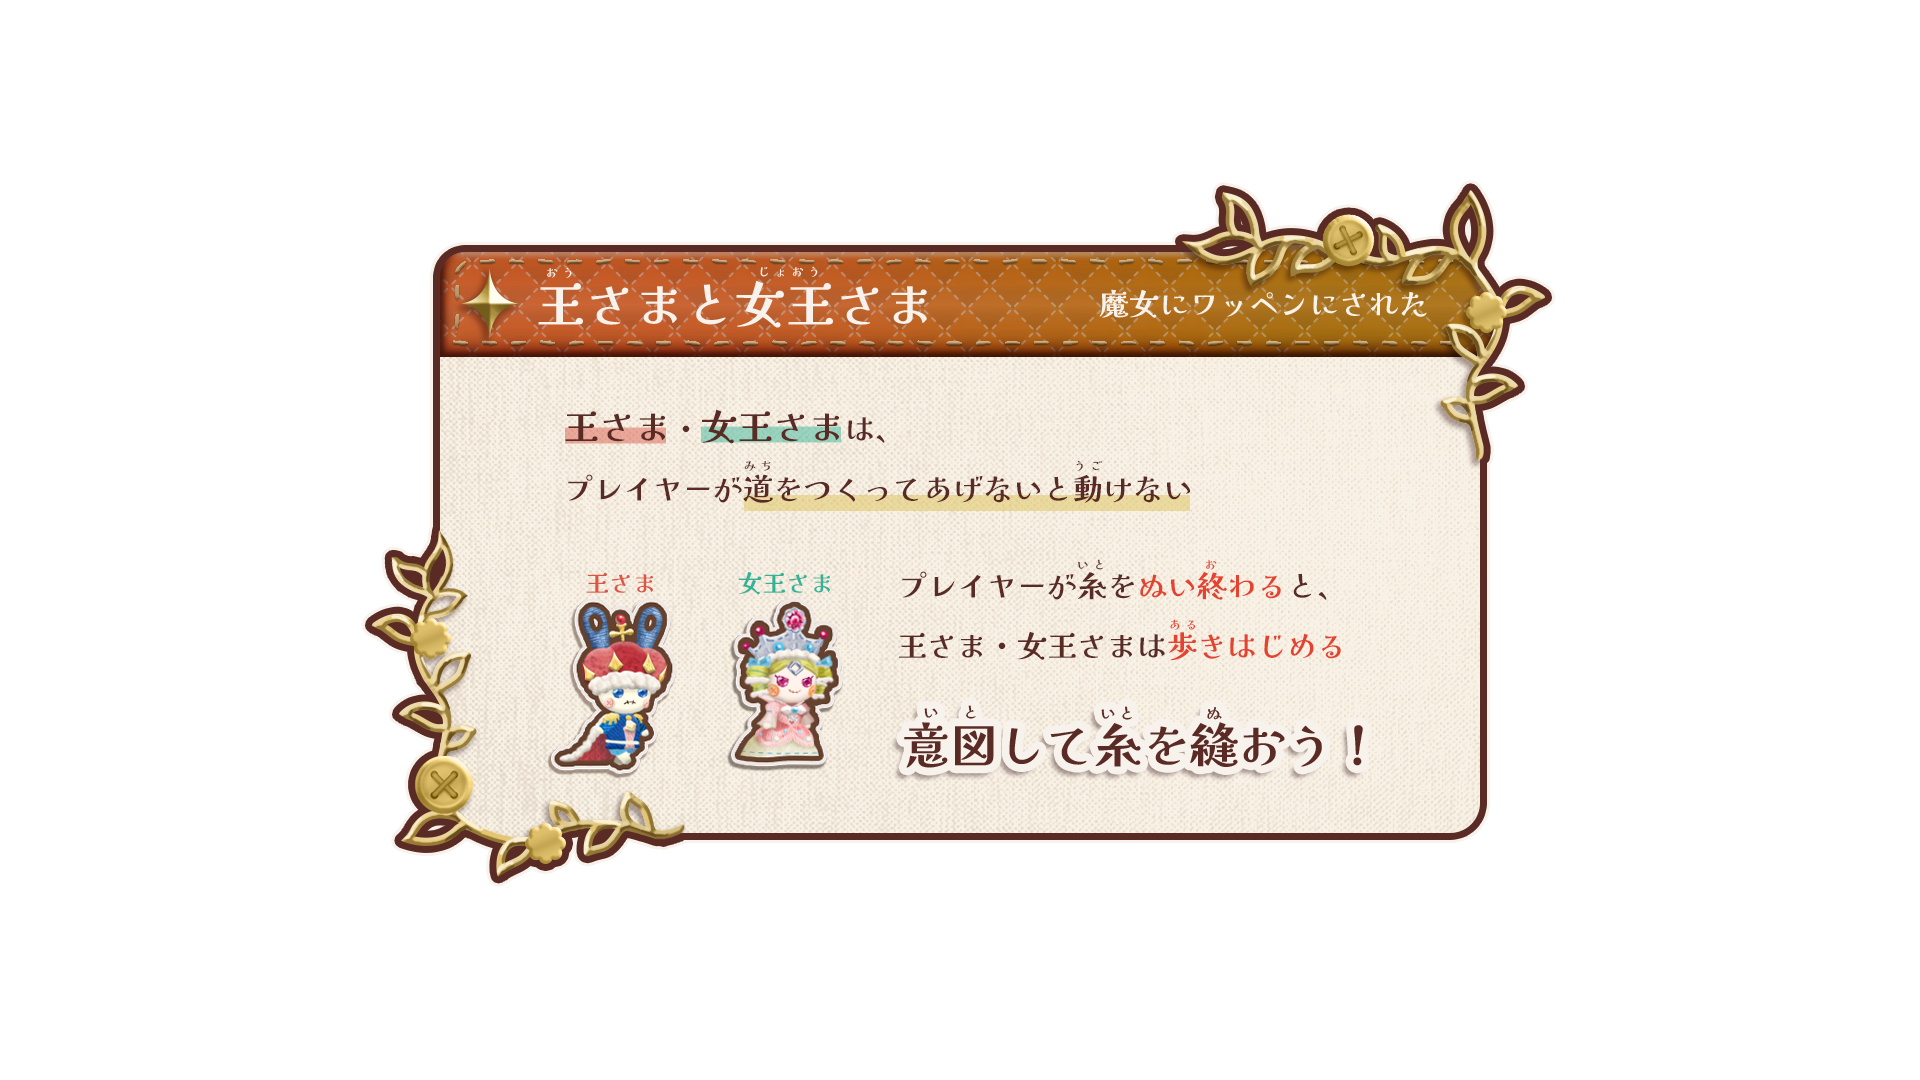 王さまと女王さま
魔女にワッペンにされた
王さま・女王さまは、
プレイヤーが道をつくってあげないと動けない
王さま
女王さま
プレイヤーが糸をぬい終わると、
王さま・女王さまは歩きはじめる
意図して糸を縫おう！